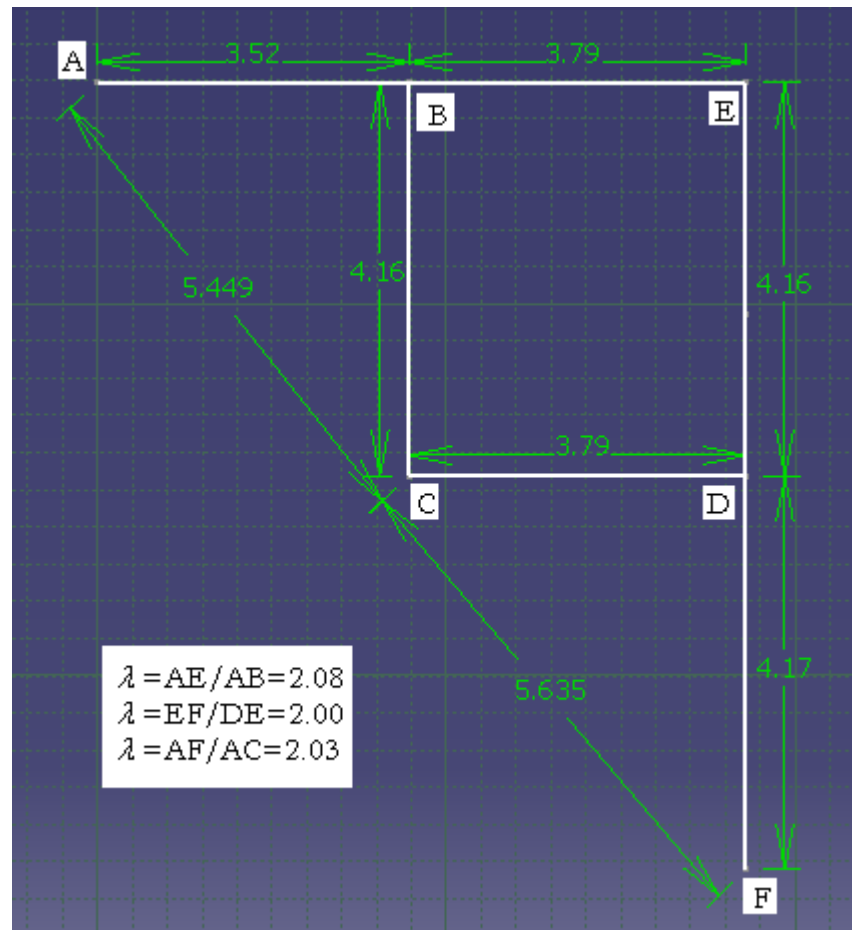 A 3.52 3.79
B E
4.16 4.16
5.449
3.79
C D
4.17
5.635
λ=AE/AB=2.08
λ=EF/DE=2.00
λ=AF/AC=2.03
F